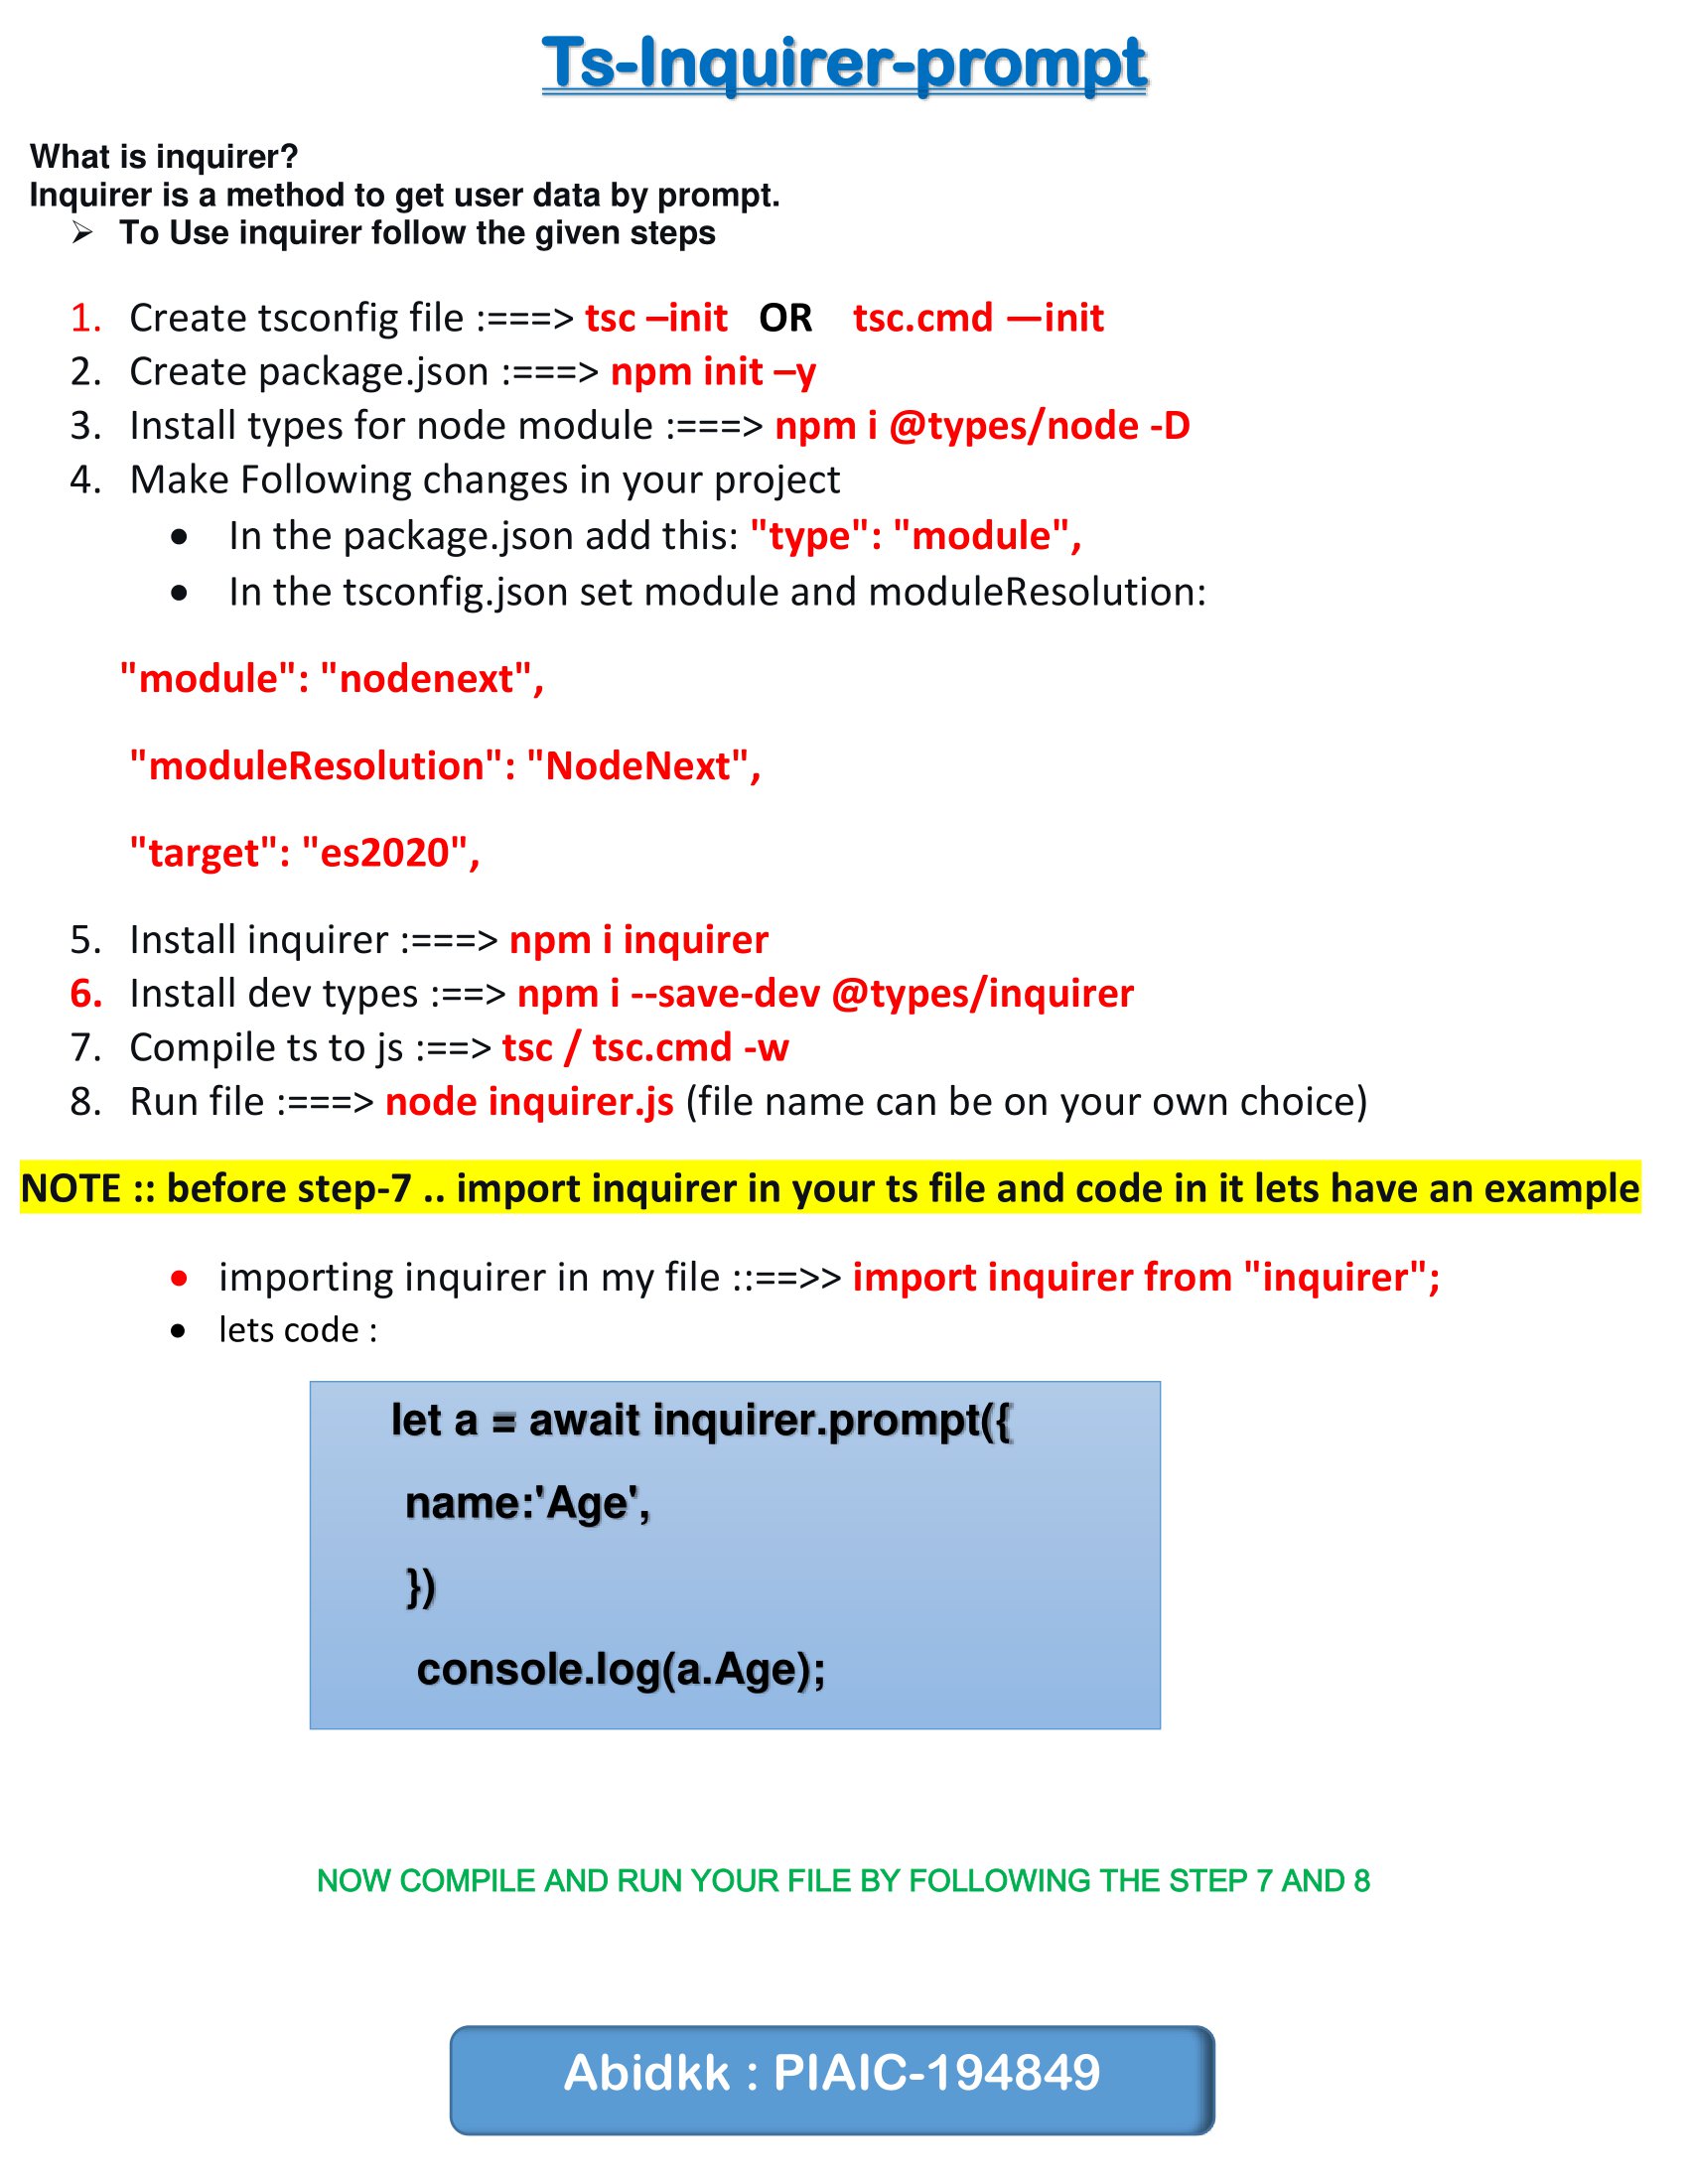 Ts-Inquirer-prompt
What is inquirer?
Inquirer is a method to get user data by prompt.
➢ To Use inquirer follow the given steps
1. Create tsconfig file :===> tsc –init OR tsc.cmd —init
2. Create package.json :===> npm init –y
3. Install types for node module :===> npm i @types/node -D
4. Make Following changes in your project
• In the package.json add this: "type": "module",
• In the tsconfig.json set module and moduleResolution:
"module": "nodenext",
"moduleResolution": "NodeNext",
"target": "es2020",
5. Install inquirer :===> npm i inquirer
6. Install dev types :==> npm i --save-dev @types/inquirer
7. Compile ts to js :==> tsc / tsc.cmd -w
8. Run file :===> node inquirer.js (file name can be on your own choice)
NOTE :: before step-7 .. import inquirer in your ts file and code in it lets have an example
• importing inquirer in my file ::==>> import inquirer from "inquirer";
• lets code :
let a = await inquirer.prompt({
name:'Age',
})
console.log(a.Age);
NOW COMPILE AND RUN YOUR FILE BY FOLLOWING THE STEP 7 AND 8
Abidkk : PIAIC-194849